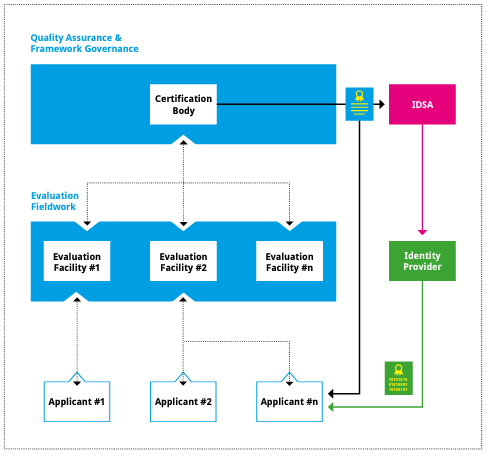 Quality Assurance &
Framework Governance
Certification
Body
IDSA
Evaluation
Fieldwork
Evaluation
Facility #1
Evaluation
Facility #2
Evaluation
Facility #n
Identity
Provider
Applicant #1
Applicant #2
Applicant #n